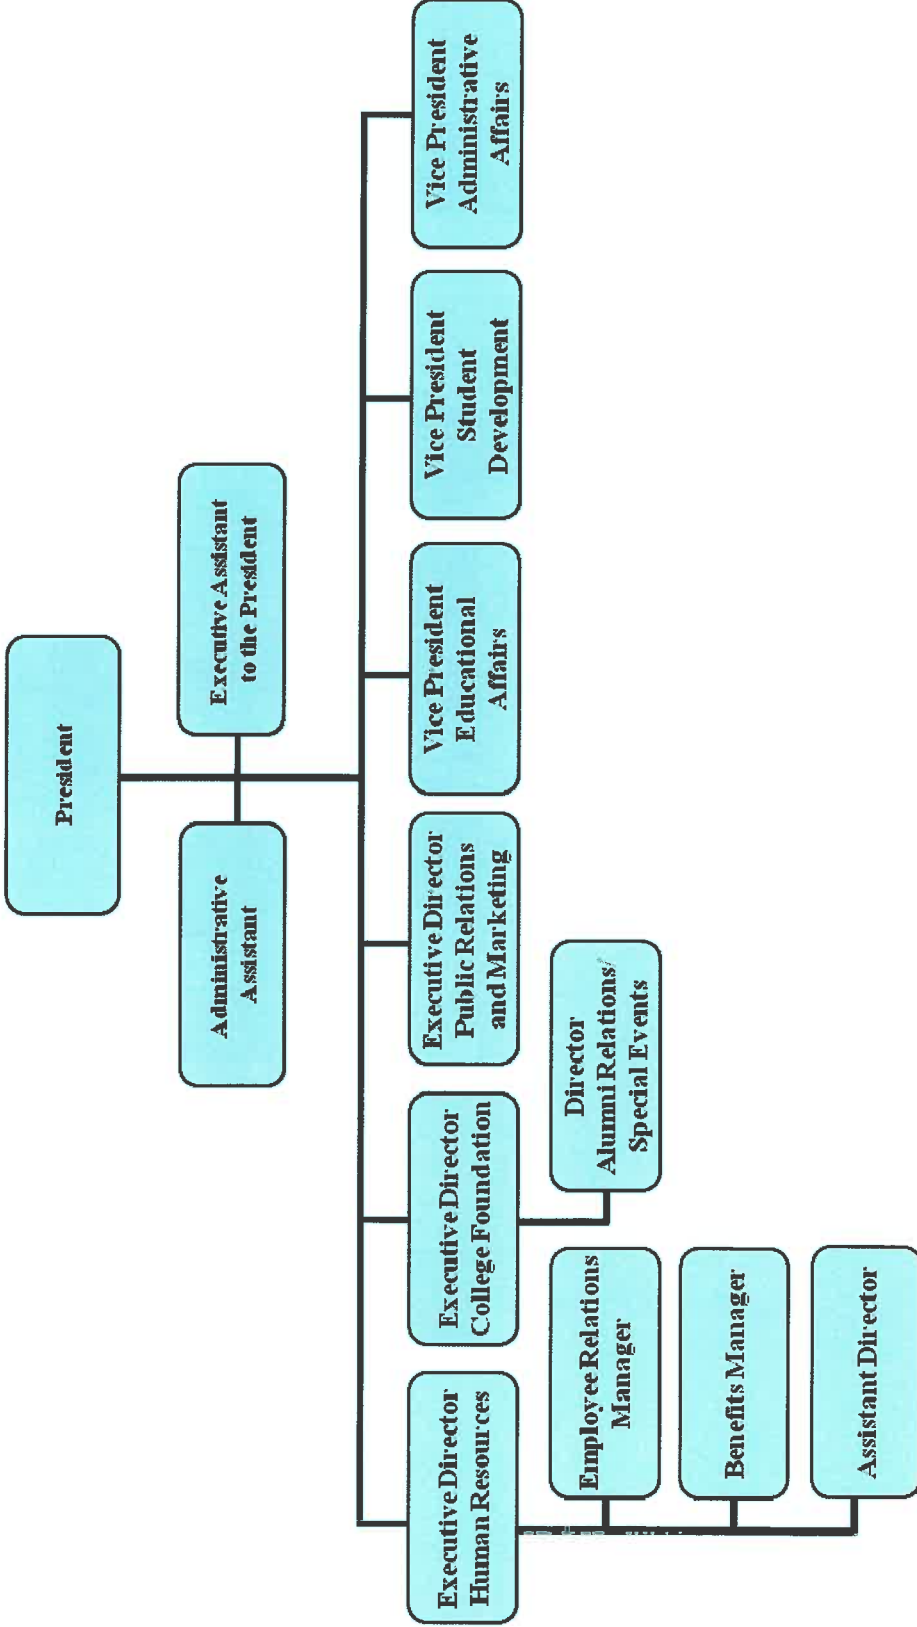 President
Administrative
Assistant
Executive Assistant
to the President
Executive Director
Human Resources
Executive Director
College Foundation
Executive Director
Public Relations
and Marketing
Vice President
Educational
Affairs
Vice President
Student
Development
Vice President
Administrative
Affairs
Employee Relations
Manager
Benefits Manager
Assistant Director
Director
Alumni Relations/
Special Events